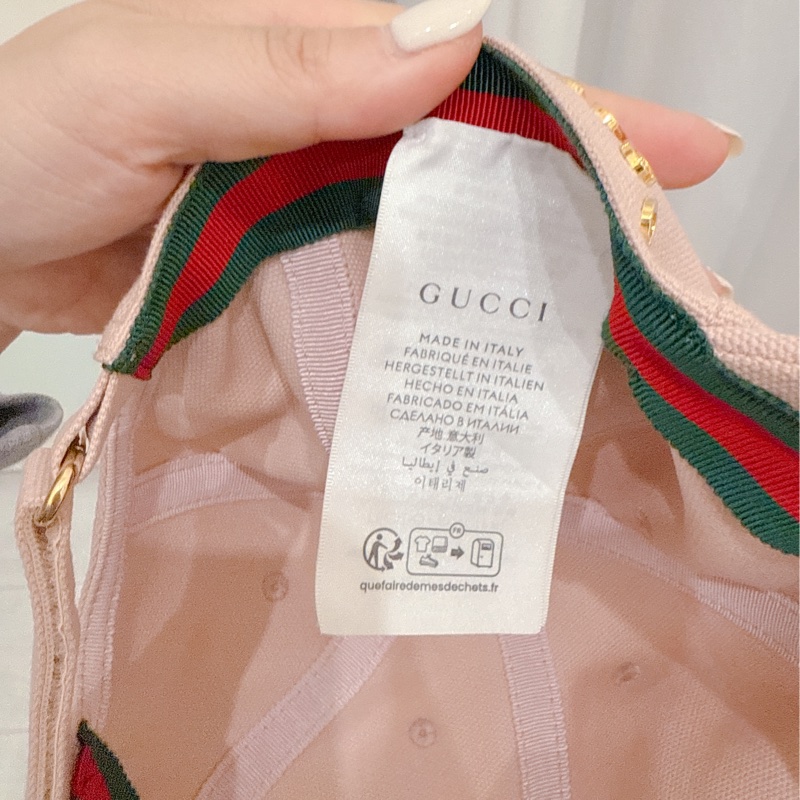 GUCCI
MADE IN ITALY
FABRIQUÉ EN ITALIE
HERGESTELLT IN ITALIEN
HECHO EN ITALIA
FABRICADO EM ITÁLIA
СДЕЛАНО В ИТАЛИИ
产地 意大利
イタリア製
صنع في إيطاليا
이태리제
FR
quefairedemesdechets.fr